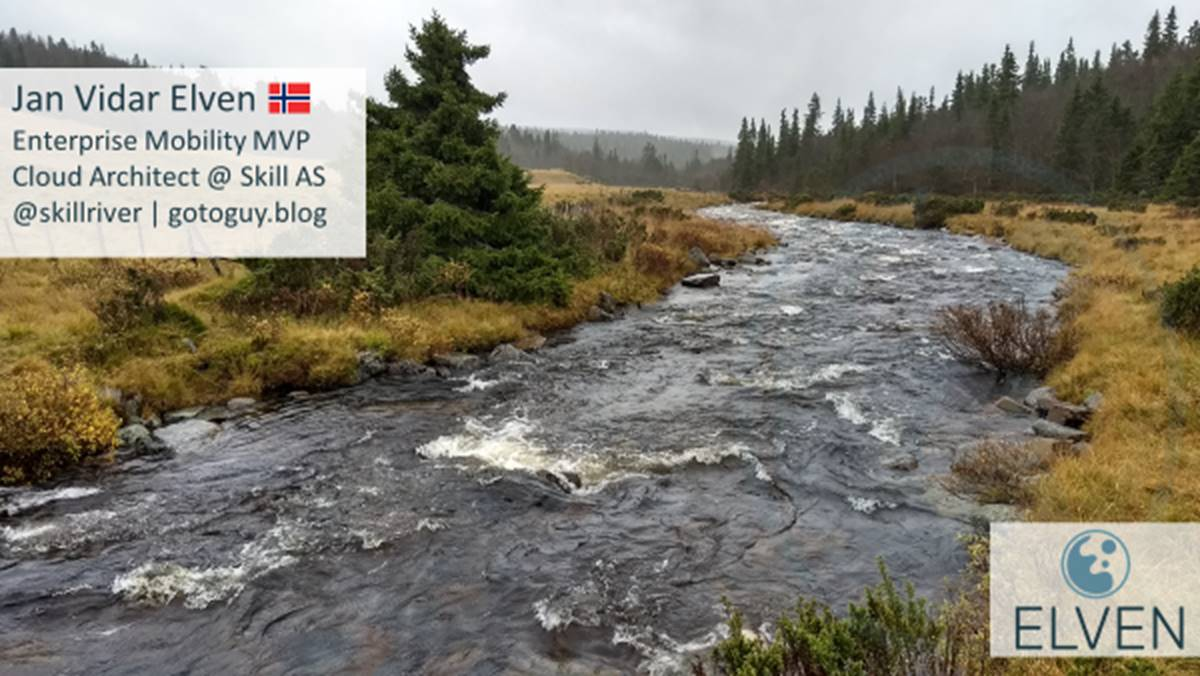 Jan Vidar Elven
Enterprise Mobility MVP
Cloud Architect @ Skill AS
@skillriver | gotoguy.blog
ELVEN